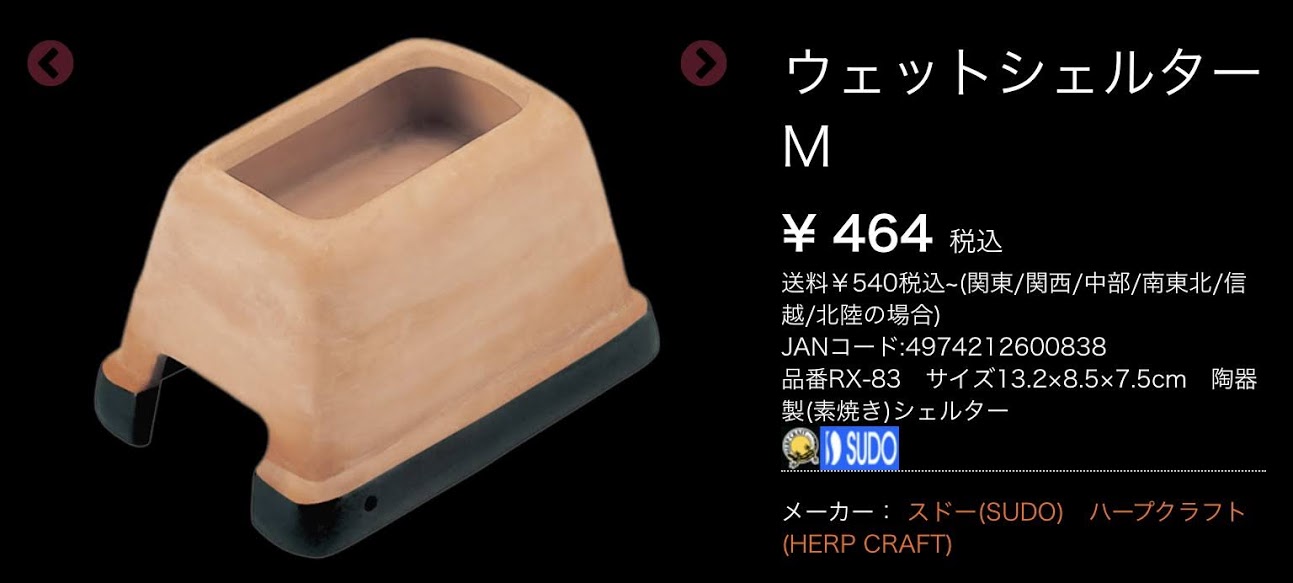 ウェットシェルター
M
¥ 464 税込
送料¥540税込~(関東/関西/中部/南東北/信
越/北陸の場合)
JANコード:4974212600838
品番RX-83　サイズ13.2×8.5×7.5cm　陶器
製(素焼き)シェルター
SUDO
メーカー： スドー(SUDO)　ハープクラフト
(HERP CRAFT)